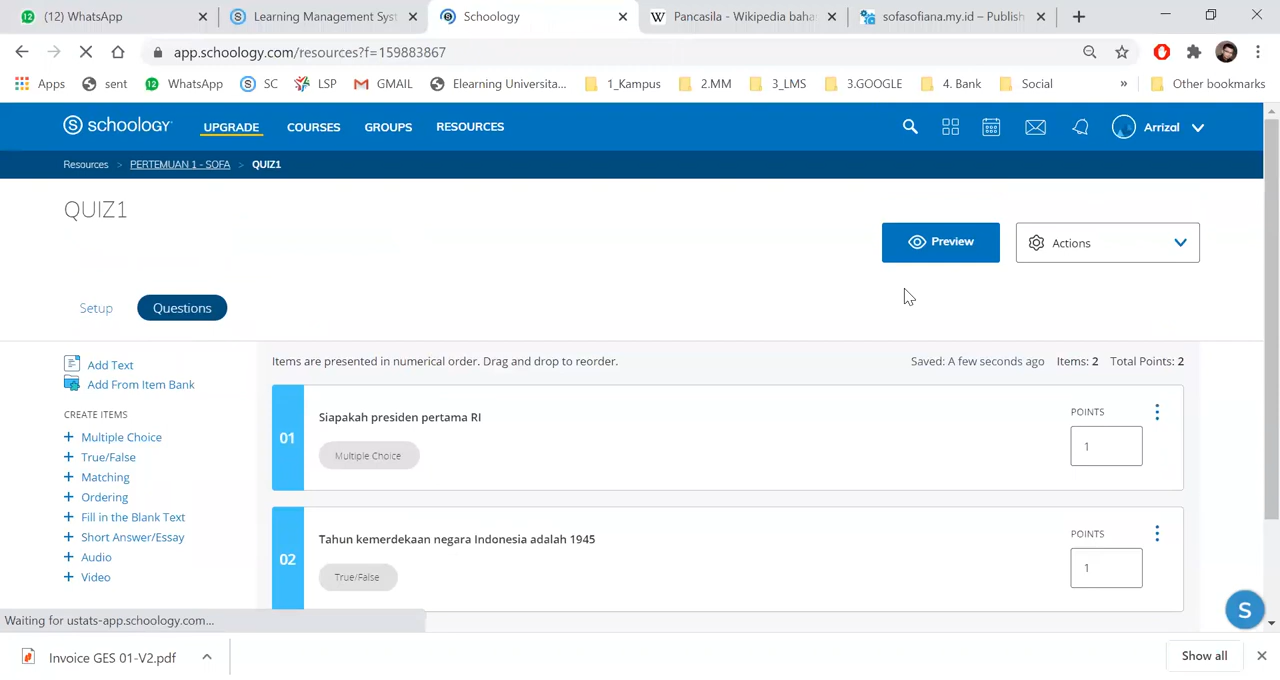 (12) WhatsApp
Learning Management Sys
Schoology
Pancasila - Wikipedia baha
sofasofiana.my.id – Publish
app.schoology.com/resources?f=159883867
Apps
sent
WhatsApp
SC
LSP
GMAIL
Elearning Universita...
1_Kampus
2.MM
3_LMS
3.GOOGLE
4. Bank
Social
»
Other bookmarks
S schoology
UPGRADE
COURSES
GROUPS
RESOURCES
Arrizal
Resources > PERTEMUAN 1 - SOFA > QUIZ1
QUIZ1
Preview
Actions
Setup
Questions
Add Text
Add From Item Bank
CREATE ITEMS
+ Multiple Choice
+ True/False
+ Matching
+ Ordering
+ Fill in the Blank Text
+ Short Answer/Essay
+ Audio
+ Video
Items are presented in numerical order. Drag and drop to reorder.
Saved: A few seconds ago
Items: 2
Total Points: 2
01
Siapakah presiden pertama RI
Multiple Choice
POINTS
1
02
Tahun kemerdekaan negara Indonesia adalah 1945
True/False
POINTS
1
S
Waiting for ustats-app.schoology.com...
Invoice GES 01-V2.pdf
Show all